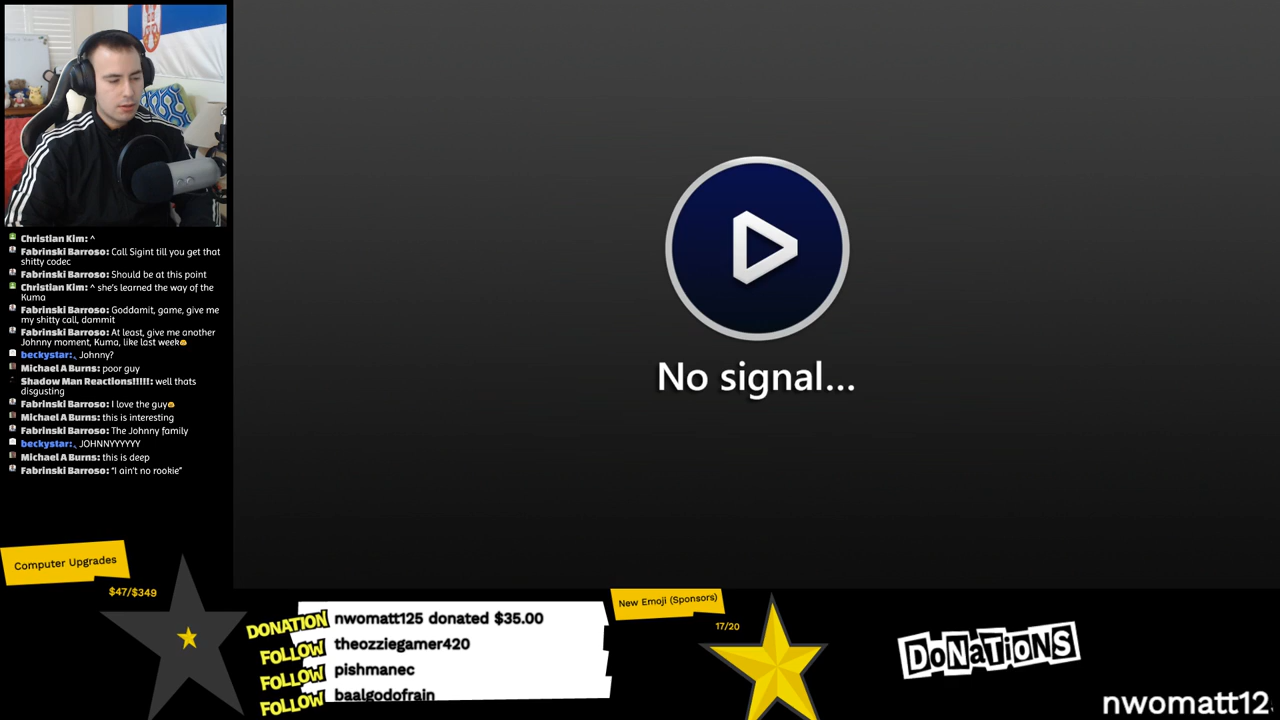 Christian Kim: ^
Fabrinski Barroso: Call Sigint till you get that
shitty codec
Fabrinski Barroso: Should be at this point
Christian Kim: ^ she's learned the way of the
Kuma
Fabrinski Barroso: Goddamit, game, give me
my shitty call, dammit
Fabrinski Barroso: At least, give me another
Johnny moment, Kuma, like last week
beckystar: Johnny?
Michael A Burns: poor guy
Shadow Man Reactions!!!!!: well thats
disgusting
Fabrinski Barroso: I love the guy
Michael A Burns: this is interesting
Fabrinski Barroso: The Johnny family
beckystar: JOHNNYYYYYY
Michael A Burns: this is deep
Fabrinski Barroso: "I ain't no rookie"
No signal...
Computer Upgrades
$47/$349
DONATION nwomatt125 donated $35.00
FOLLOW theozziegamer420
FOLLOW pishmanec
FOLLOW baalgodofrain
New Emoji (Sponsors)
17/20
DONATIONS
nwomatt12